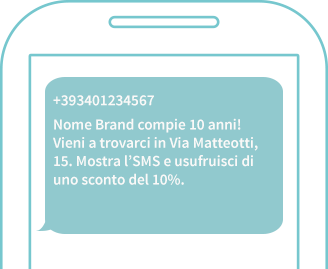 +393401234567
Nome Brand compie 10 anni!
Vieni a trovarci in Via Matteotti,
15. Mostra l'SMS e usufruisci di
uno sconto del 10%.